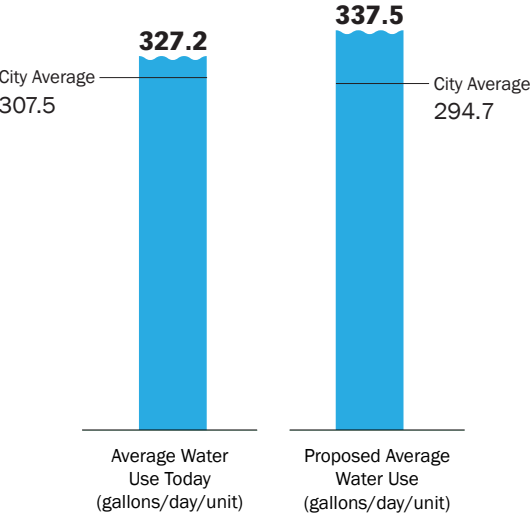 337.5
327.2
City Average
307.5
City Average
294.7
Average Water
Use Today
(gallons/day/unit)
Proposed Average
Water Use
(gallons/day/unit)